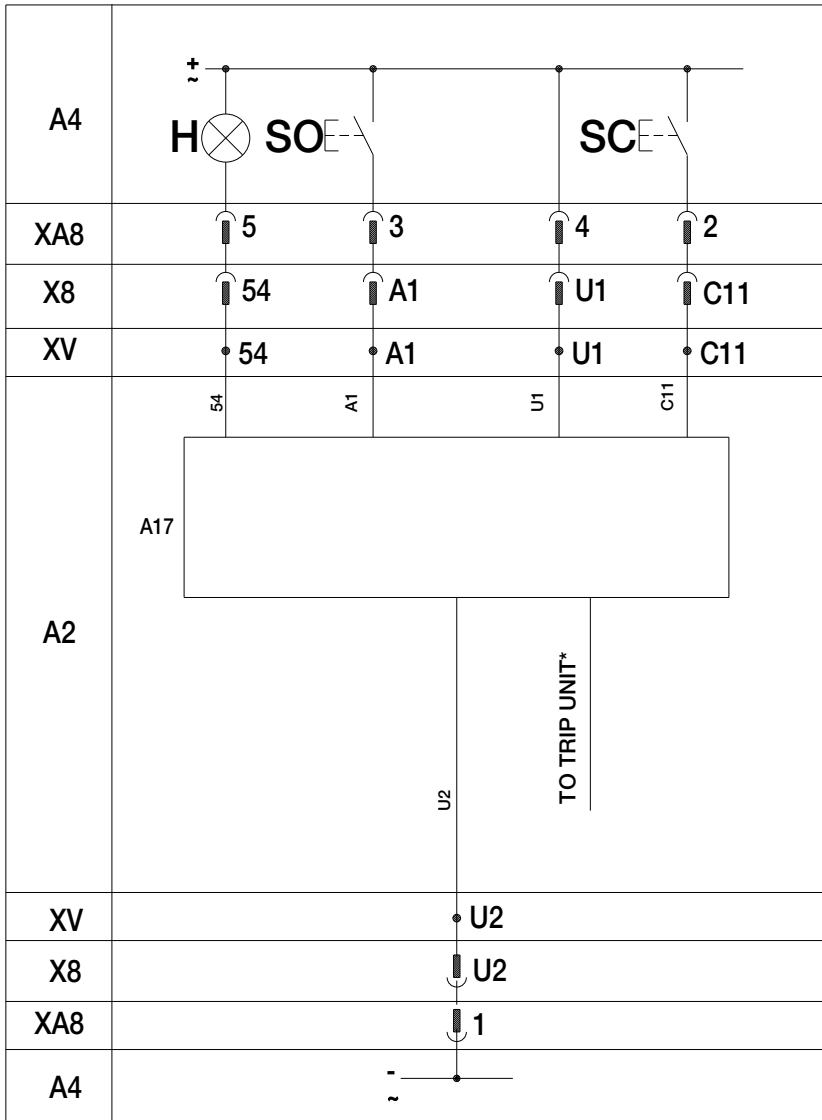 +
~
A4
H
SO
SC
XA8
5
3
4
2
X8
54
A1
U1
C11
XV
54
A1
U1
C11
54
A1
U1
C11
A17
A2
TO TRIP UNIT*
U2
XV
U2
X8
U2
XA8
1
A4
-
~